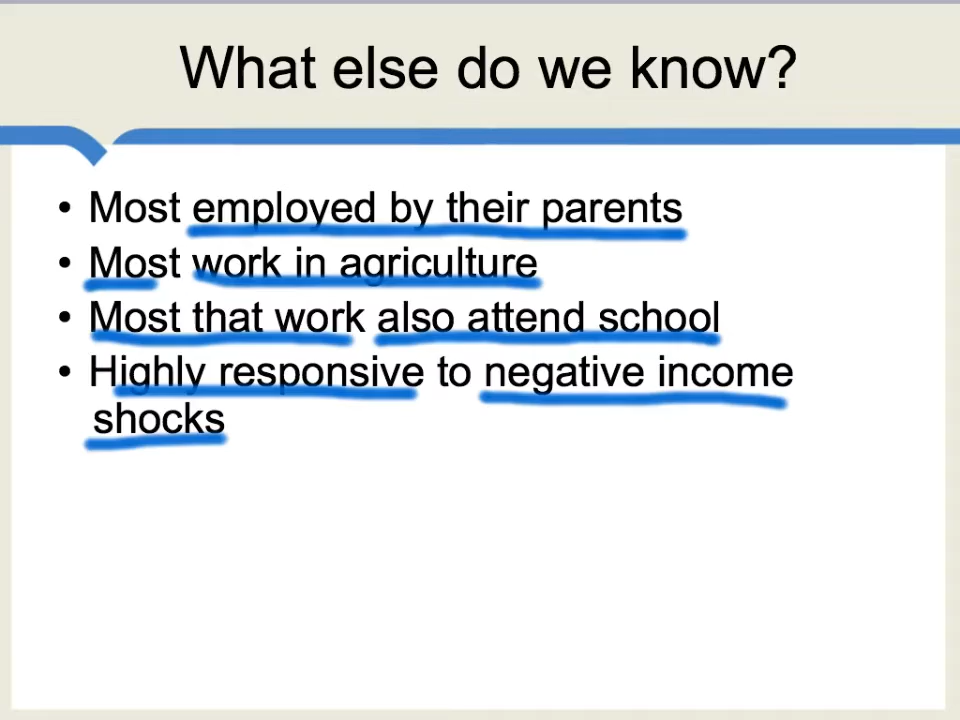 What else do we know?
• Most employed by their parents
• Most work in agriculture
• Most that work also attend school
• Highly responsive to negative income
shocks